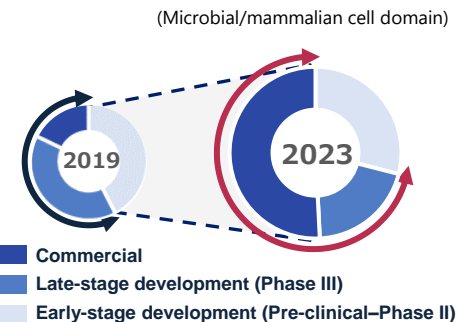 (Microbial/mammalian cell domain)
2019
2023
Commercial
Late-stage development (Phase III)
Early-stage development (Pre-clinical–Phase II)